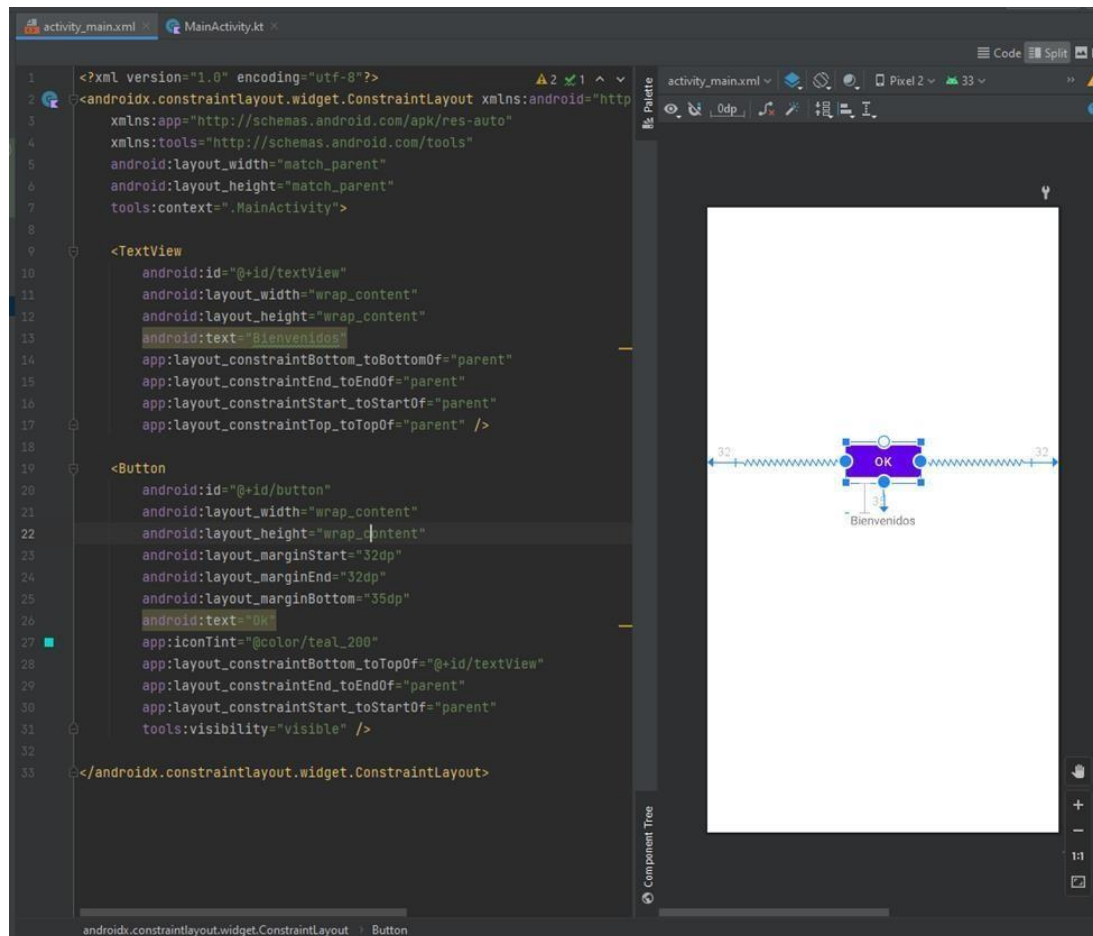 activity_main.xml
MainActivity.kt
Code
Split
1 <?xml version="1.0" encoding="utf-8"?>
2 1
2 <androidx.constraintlayout.widget.ConstraintLayout xmlns:android="http
3 xmlns:app="http://schemas.android.com/apk/res-auto"
4 xmlns:tools="http://schemas.android.com/tools"
5 android:layout_width="match_parent"
6 android:layout_height="match_parent"
7 tools:context=".MainActivity">
8
9 <TextView
10 android:id="@+id/textView"
11 android:layout_width="wrap_content"
12 android:layout_height="wrap_content"
13 android:text="Bienvenidos"
14 app:layout_constraintBottom_toBottomOf="parent"
15 app:layout_constraintEnd_toEndOf="parent"
16 app:layout_constraintStart_toStartOf="parent"
17 app:layout_constraintTop_toTopOf="parent" />
18
19 <Button
20 android:id="@+id/button"
21 android:layout_width="wrap_content"
22 android:layout_height="wrap_content"
23 android:layout_marginStart="32dp"
24 android:layout_marginEnd="32dp"
25 android:layout_marginBottom="35dp"
26 android:text="Ok"
27 app:iconTint="@color/teal_200"
28 app:layout_constraintBottom_toTopOf="@+id/textView"
29 app:layout_constraintEnd_toEndOf="parent"
30 app:layout_constraintStart_toStartOf="parent"
31 tools:visibility="visible" />
32
33 </androidx.constraintlayout.widget.ConstraintLayout>
Palette
Component Tree
activity_main.xml
Pixel 2
33
0dp
32
OK
32
35
Bienvenidos
1:1
androidx.constraintlayout.widget.ConstraintLayout
Button